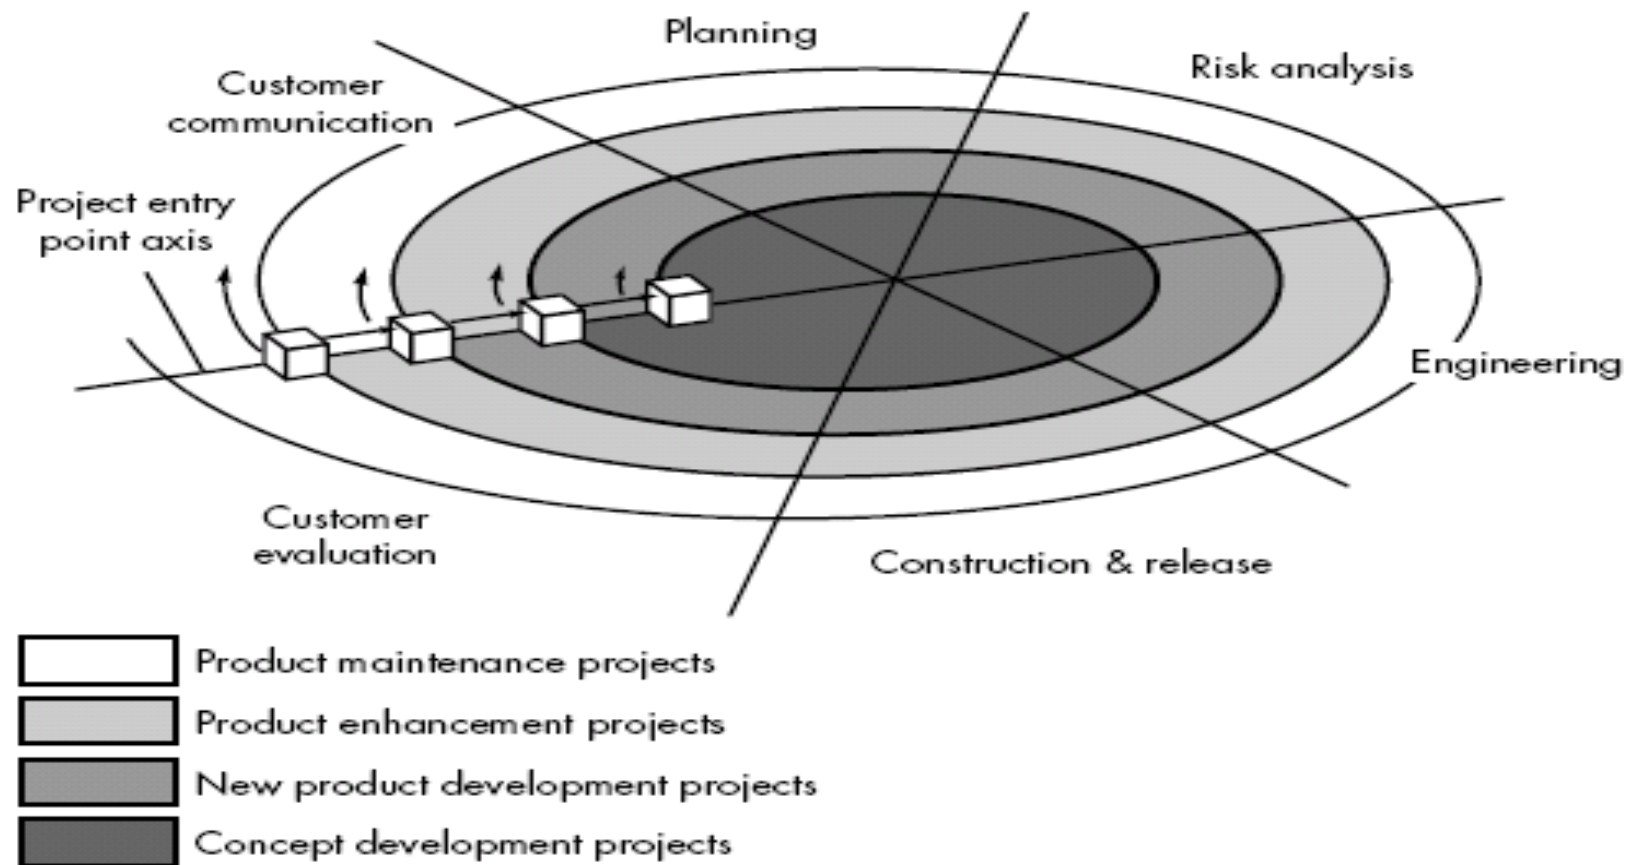 Planning
Risk analysis
Customer
communication
Project entry
point axis
Engineering
Customer
evaluation
Construction & release
Product maintenance projects
Product enhancement projects
New product development projects
Concept development projects